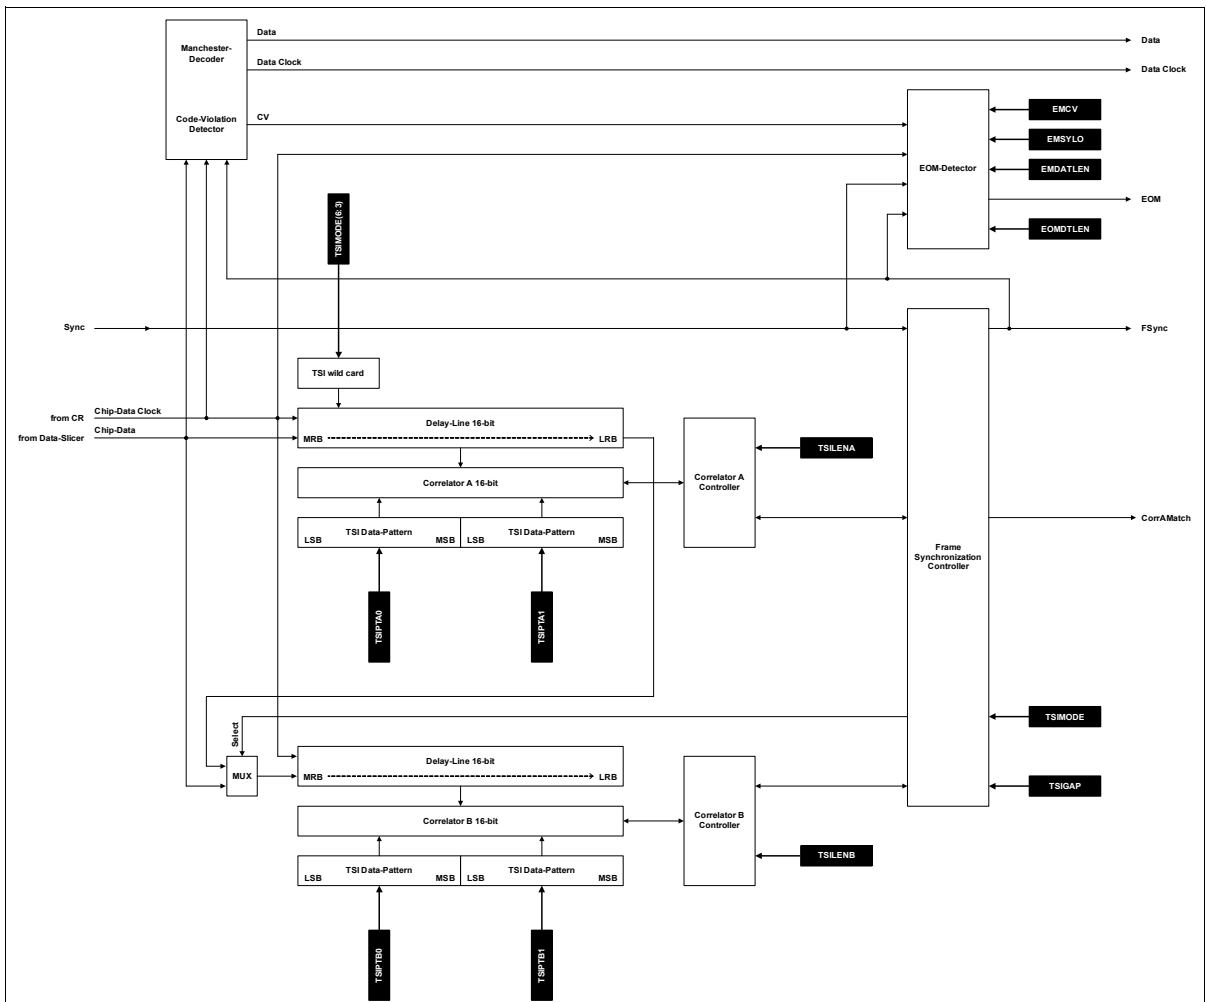 Data
Data
Manchester-
Decoder
Data Clock
Data Clock
Code-Violation
Detector
CV
EMCV
EMSYLO
EOM-Detector
EMDATLEN
EOM
EOMDTLEN
TSIMODE(6:3)
Sync
FSync
TSI wild card
from CR
Chip-Data Clock
Delay-Line 16-bit
from Data-Slicer
Chip-Data
MRB
LRB
TSILENA
Correlator A 16-bit
Correlator A
Controller
TSI Data-Pattern
TSI Data-Pattern
LSB
MSB
LSB
MSB
CorrAMatch
Frame
Synchronization
Controller
TSIPTA0
TSIPTA1
TSIMODE
Select
MUX
Delay-Line 16-bit
MRB
LRB
TSIGAP
Correlator B 16-bit
Correlator B
Controller
TSILENB
TSI Data-Pattern
TSI Data-Pattern
LSB
MSB
LSB
MSB
TSIPTB0
TSIPTB1